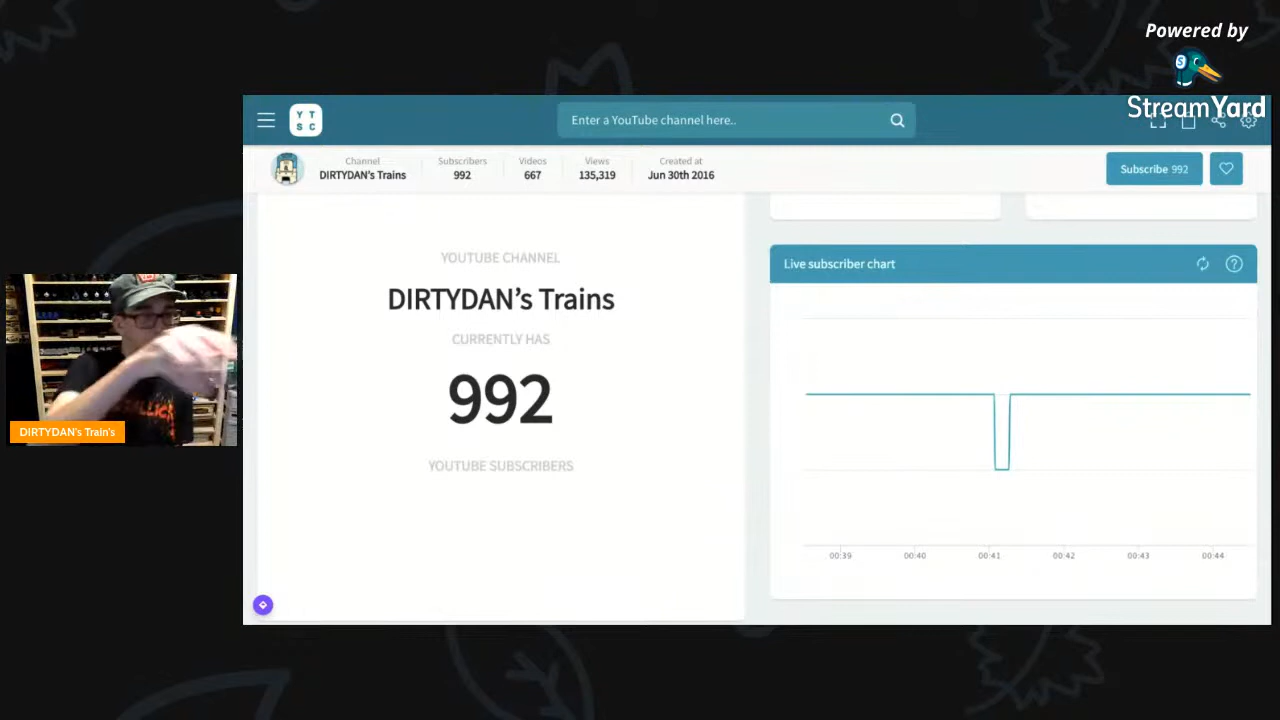 Powered by
StreamYard
Y T
S C
Enter a YouTube channel here..
Channel
DIRTYDAN's Trains
Subscribers
992
Videos
667
Views
135,319
Created at
Jun 30th 2016
Subscribe 992
YOUTUBE CHANNEL
DIRTYDAN's Trains
CURRENTLY HAS
992
YOUTUBE SUBSCRIBERS
Live subscriber chart
00:39
00:40
00:41
00:42
00:43
00:44
DIRTYDAN's Train's